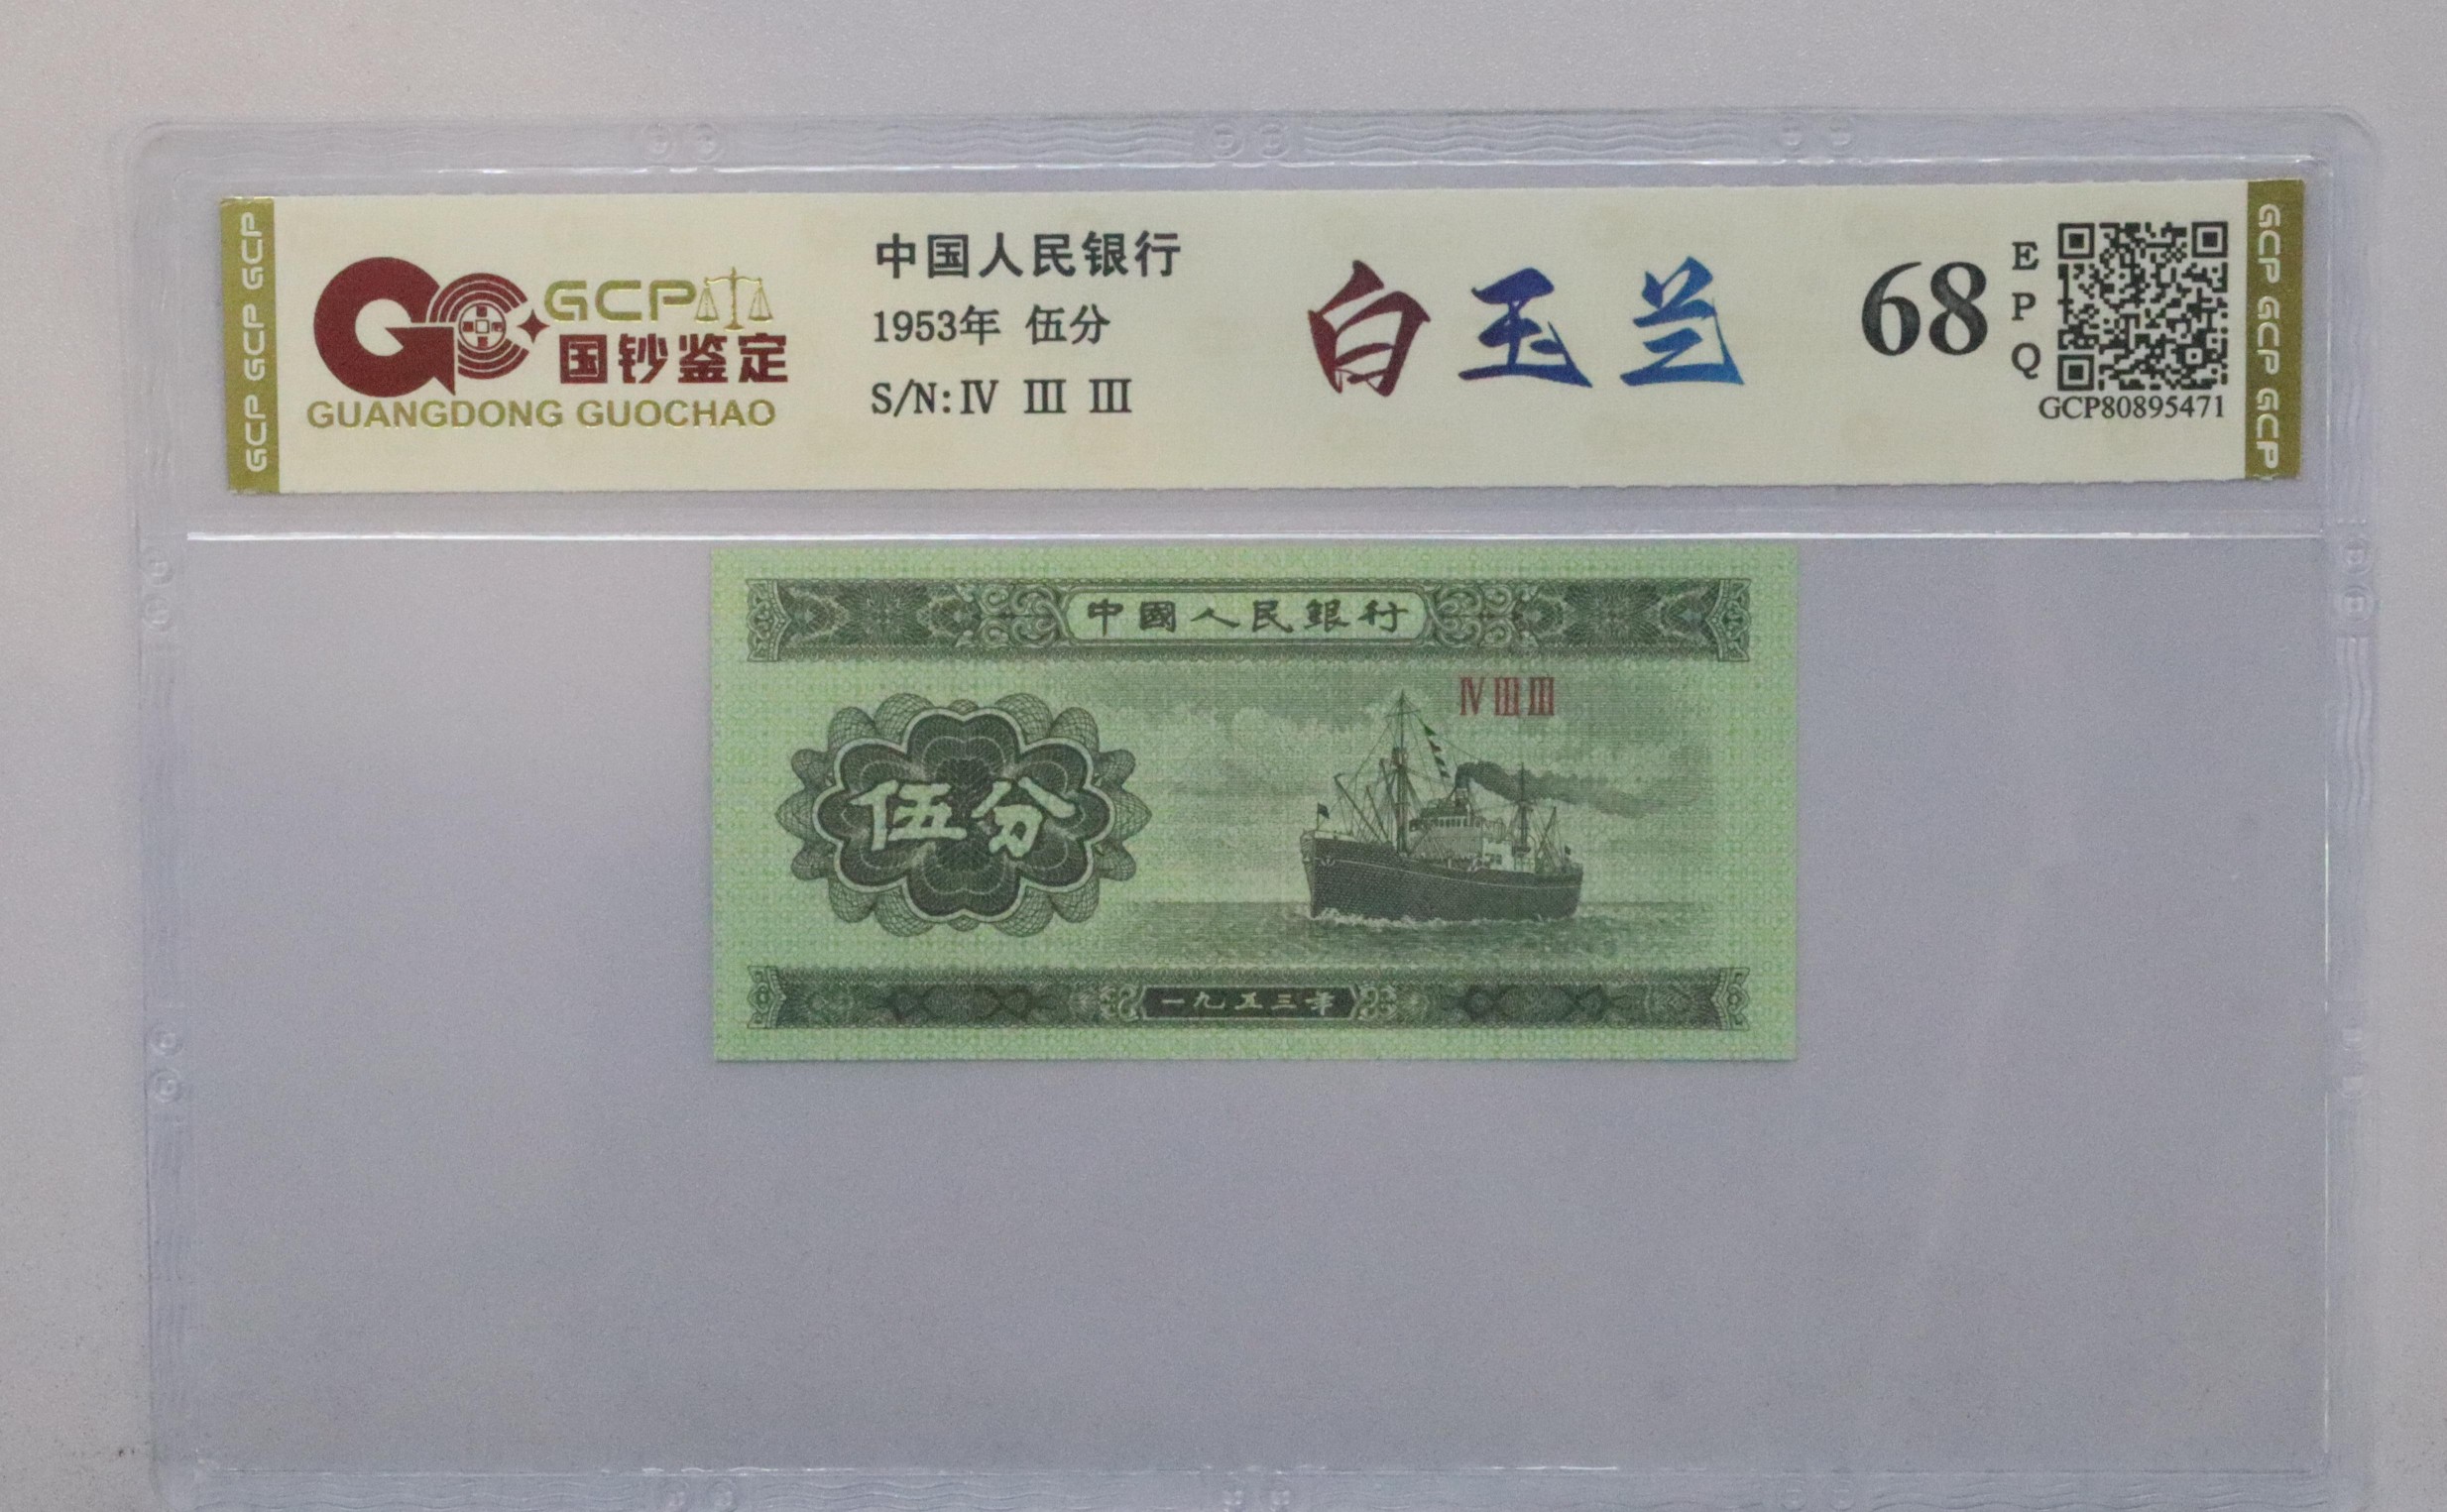 GCP GCP GCP
GCP
国钞鉴定
GUANGDONG GUOCHAO
中国人民银行
1953年 伍分
S/N: Ⅳ Ⅲ Ⅲ
白玉兰
68
EPQ
GCP80895471
GCP GCP GCP
中國人民銀行
Ⅳ Ⅲ Ⅲ
伍分
一九五三年